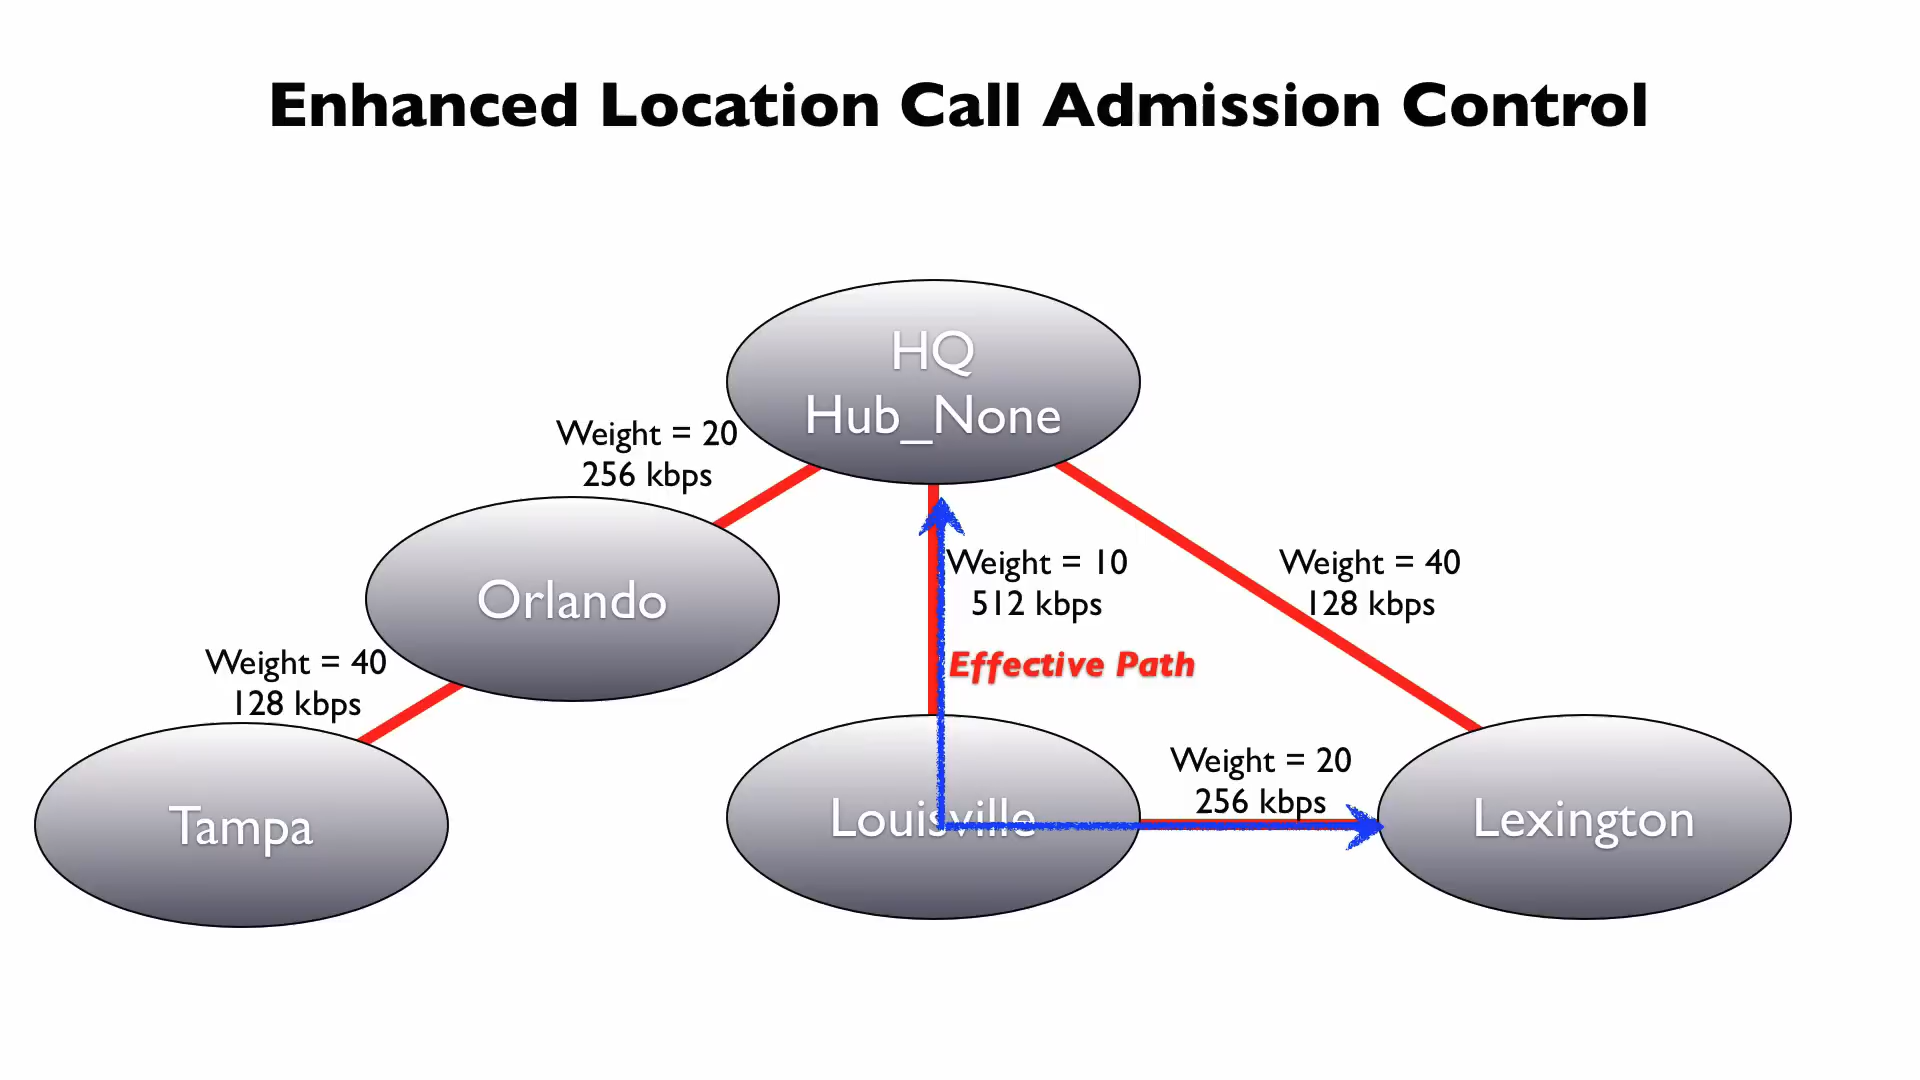 Enhanced Location Call Admission Control
HQ
Hub_None
Weight = 20
256 kbps
Orlando
Weight = 10
512 kbps
Weight = 40
128 kbps
Effective Path
Weight = 40
128 kbps
Tampa
Louisville
Weight = 20
256 kbps
Lexington